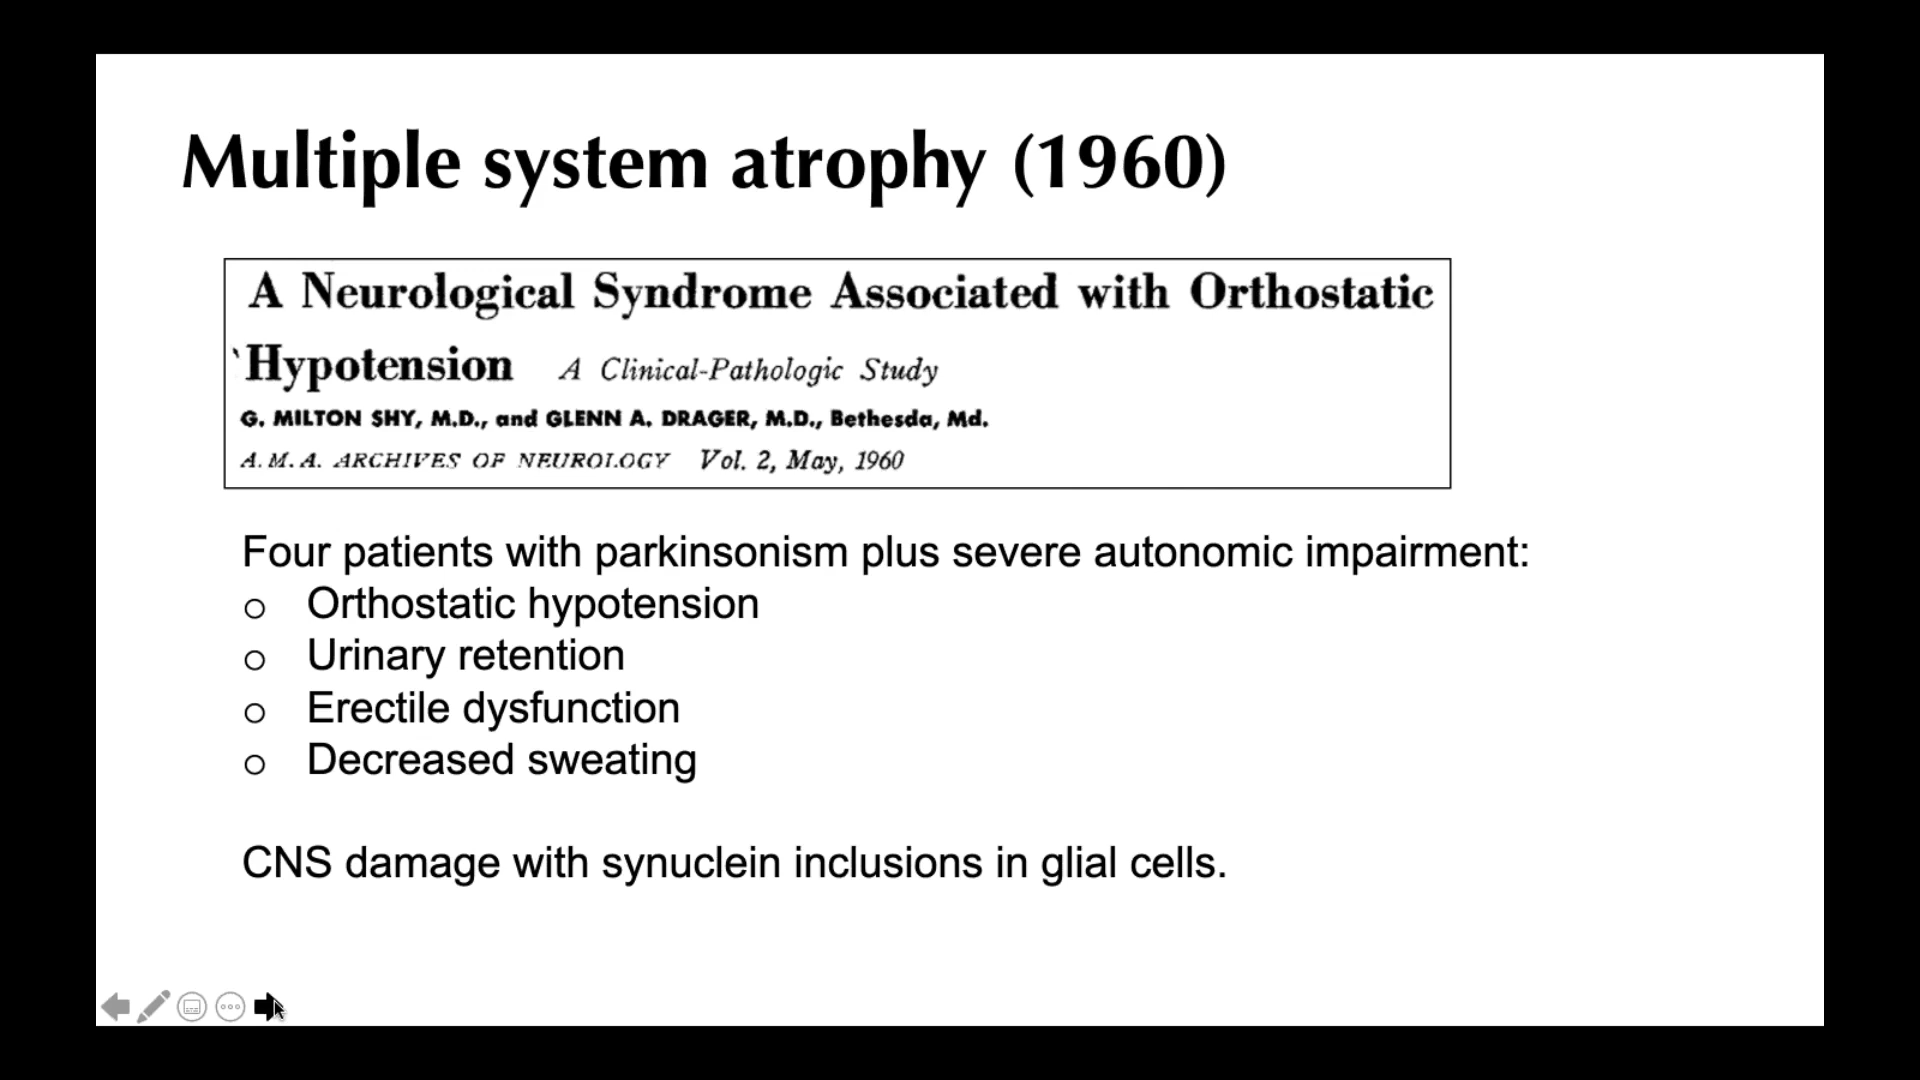 Multiple system atrophy (1960)
A Neurological Syndrome Associated with Orthostatic
Hypotension A Clinical-Pathologic Study
G. MILTON SHY, M.D., and GLENN A. DRAGER, M.D., Bethesda, Md.
A. M. A. ARCHIVES OF NEUROLOGY Vol. 2, May, 1960
Four patients with parkinsonism plus severe autonomic impairment:
o Orthostatic hypotension
o Urinary retention
o Erectile dysfunction
o Decreased sweating
CNS damage with synuclein inclusions in glial cells.